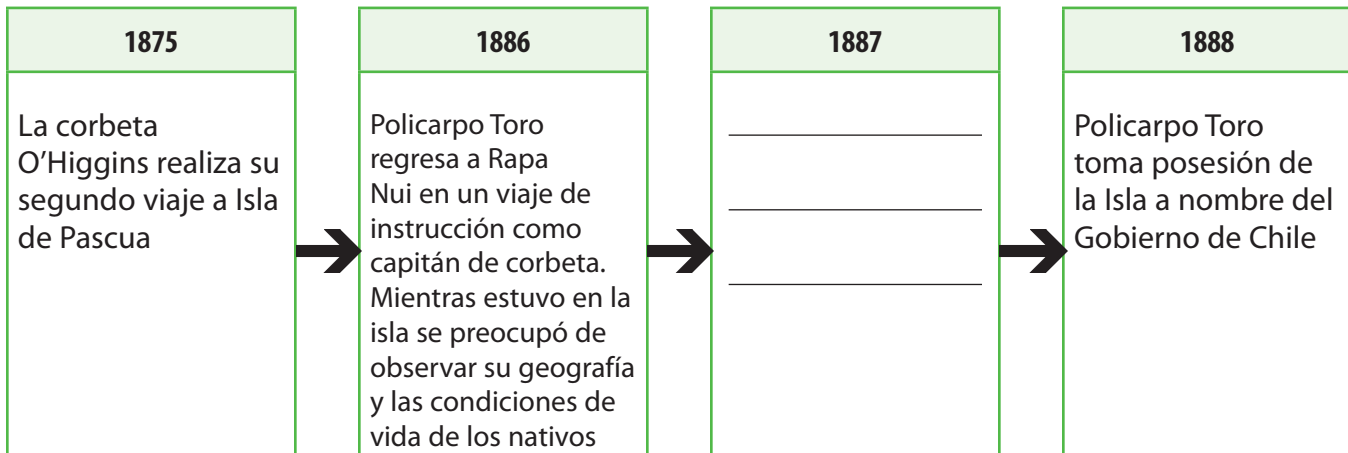 1875
La corbeta
O’Higgins realiza su
segundo viaje a Isla
de Pascua
1886
Policarpo Toro
regresa a Rapa
Nui en un viaje de
instrucción como
capitán de corbeta.
Mientras estuvo en la
isla se preocupó de
observar su geografía
y las condiciones de
vida de los nativos
1887
1888
Policarpo Toro
toma posesión de
la Isla a nombre del
Gobierno de Chile